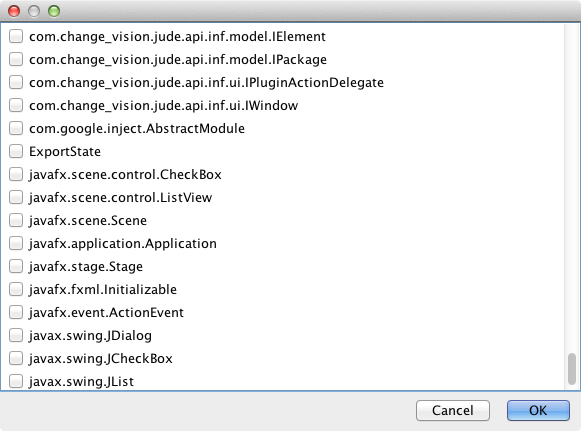 com.change_vision.jude.api.inf.model.IElement
com.change_vision.jude.api.inf.model.IPackage
com.change_vision.jude.api.inf.ui.IPluginActionDelegate
com.change_vision.jude.api.inf.ui.IWindow
com.google.inject.AbstractModule
ExportState
javafx.scene.control.CheckBox
javafx.scene.control.ListView
javafx.scene.Scene
javafx.application.Application
javafx.stage.Stage
javafx.fxml.Initializable
javafx.event.ActionEvent
javax.swing.JDialog
javax.swing.JCheckBox
javax.swing.JList
Cancel OK